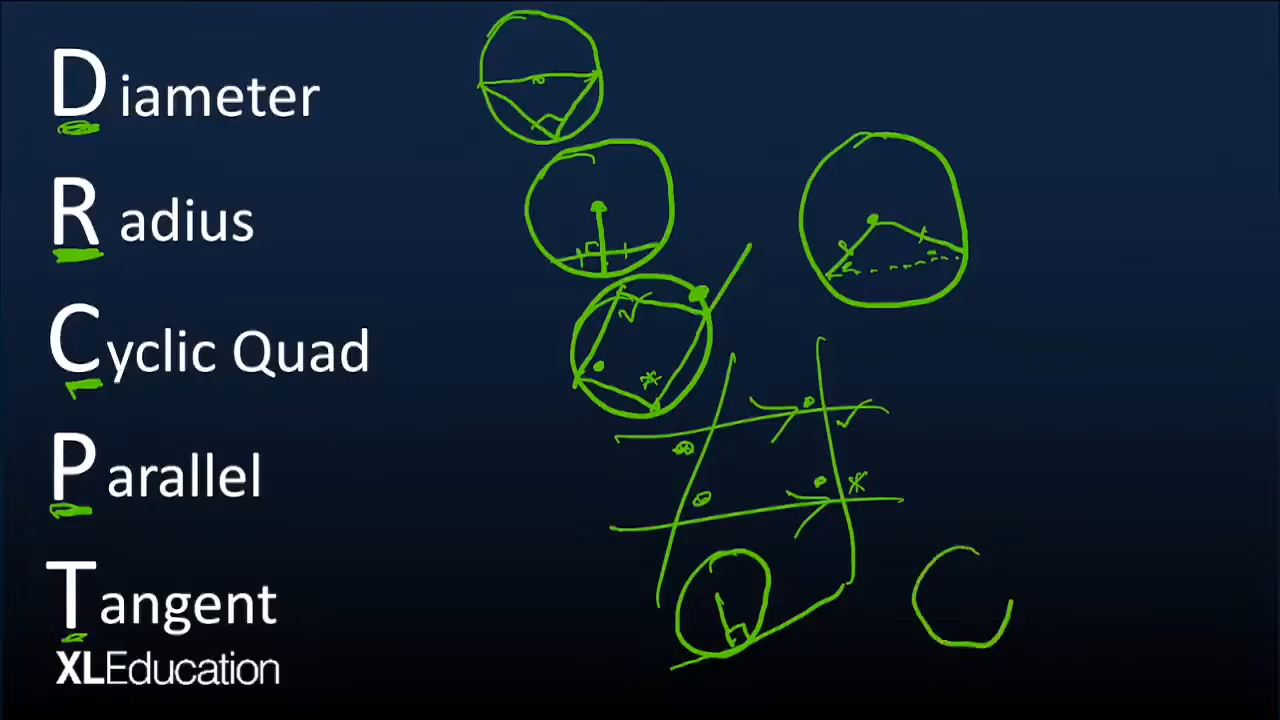 Diameter
Radius
Cyclic Quad
Parallel
Tangent
XLEducation